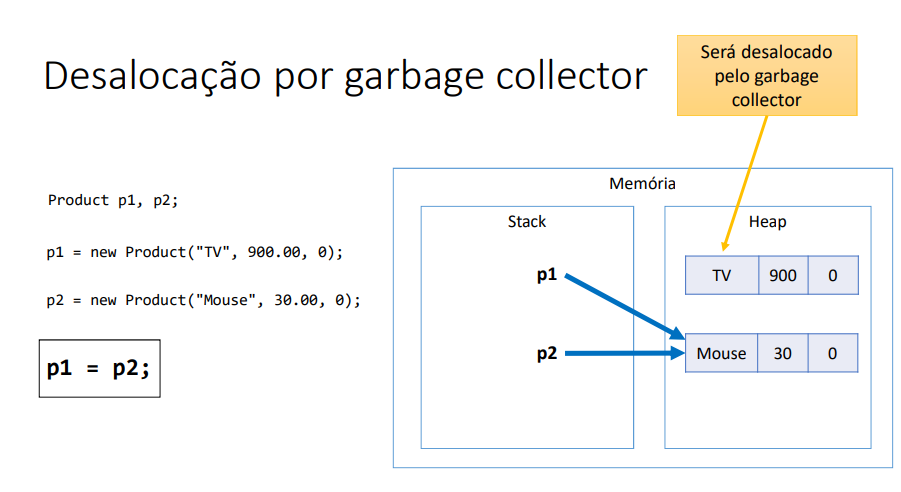 Desalocação por garbage collector
Será desalocado
pelo garbage
collector
Product p1, p2;
p1 = new Product("TV", 900.00, 0);
p2 = new Product("Mouse", 30.00, 0);
p1 = p2;
Memória
Stack
Heap
p1
TV 900 0
p2
Mouse 30 0